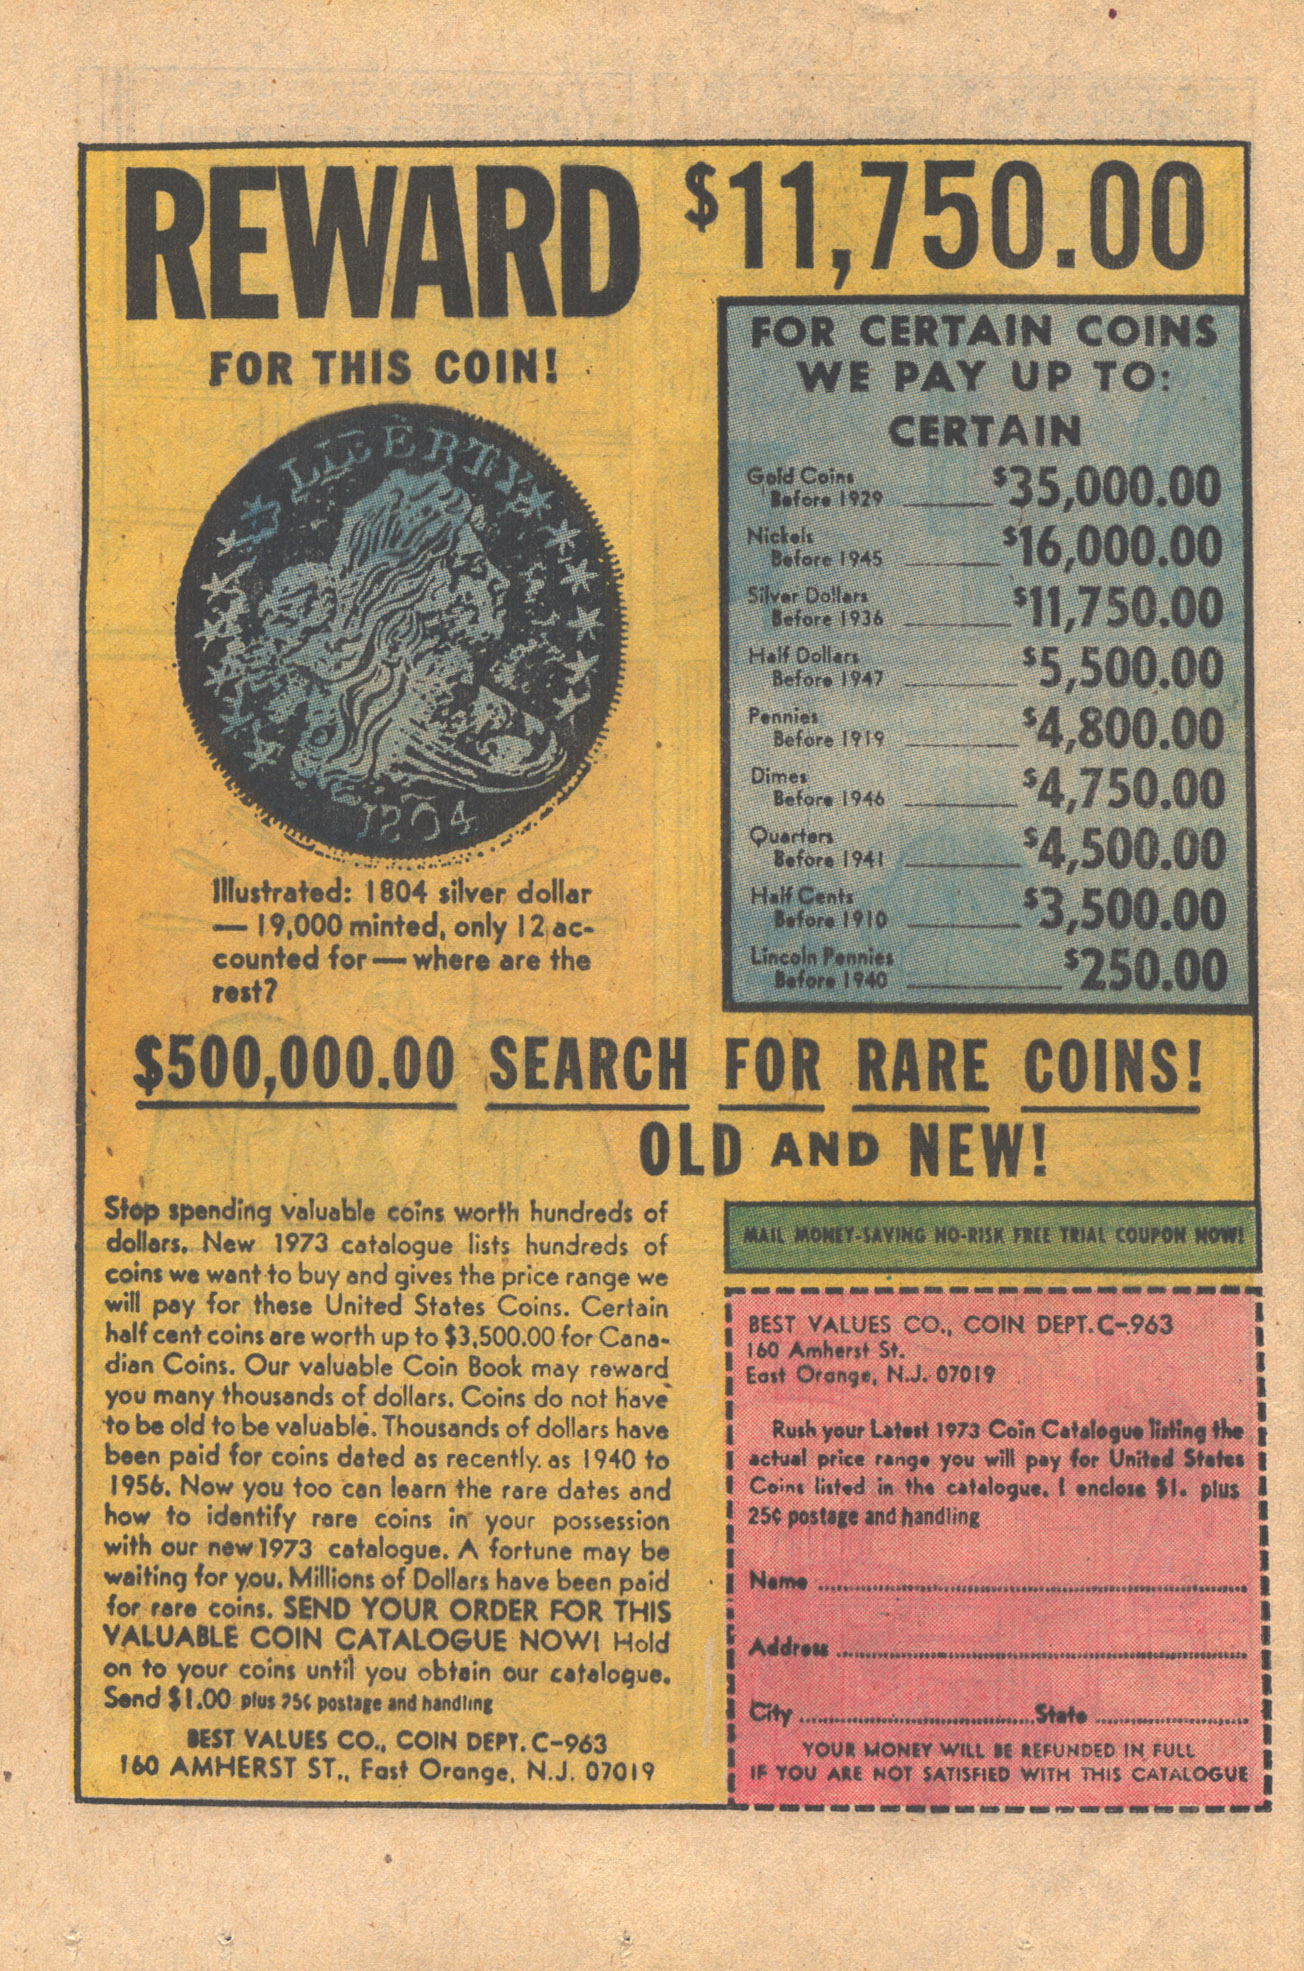 REWARD $11,750.00
FOR THIS COIN!
LIBERTY
1804
Illustrated: 1804 silver dollar
— 19,000 minted, only 12 ac-
counted for — where are the
rest?
FOR CERTAIN COINS
WE PAY UP TO:
CERTAIN
Gold Coins
Before 1929 $35,000.00
Nickels
Before 1945 $16,000.00
Silver Dollars
Before 1936 $11,750.00
Half Dollars
Before 1947 $5,500.00
Pennies
Before 1919 $4,800.00
Dimes
Before 1946 $4,750.00
Quarters
Before 1941 $4,500.00
Half Cents
Before 1910 $3,500.00
Lincoln Pennies
Before 1940 $250.00
$500,000.00 SEARCH FOR RARE COINS!
OLD AND NEW!
Stop spending valuable coins worth hundreds of
dollars. New 1973 catalogue lists hundreds of
coins we want to buy and gives the price range we
will pay for these United States Coins. Certain
half cent coins are worth up to $3,500.00 for Cana-
dian Coins. Our valuable Coin Book may reward
you many thousands of dollars. Coins do not have
to be old to be valuable. Thousands of dollars have
been paid for coins dated as recently as 1940 to
1956. Now you too can learn the rare dates and
how to identify rare coins in your possession
with our new 1973 catalogue. A fortune may be
waiting for you. Millions of Dollars have been paid
for rare coins. SEND YOUR ORDER FOR THIS
VALUABLE COIN CATALOGUE NOW! Hold
on to your coins until you obtain our catalogue.
Send $1.00 plus 25¢ postage and handling
BEST VALUES CO., COIN DEPT. C-963
160 AMHERST ST., East Orange, N.J. 07019
MAIL MONEY-SAVING NO-RISK FREE TRIAL COUPON NOW!
BEST VALUES CO., COIN DEPT. C-963
160 Amherst St.
East Orange, N.J. 07019
Rush your Latest 1973 Coin Catalogue listing the
actual price range you will pay for United States
Coins listed in the catalogue. I enclose $1. plus
25¢ postage and handling
Name
Address
City State
YOUR MONEY WILL BE REFUNDED IN FULL
IF YOU ARE NOT SATISFIED WITH THIS CATALOGUE